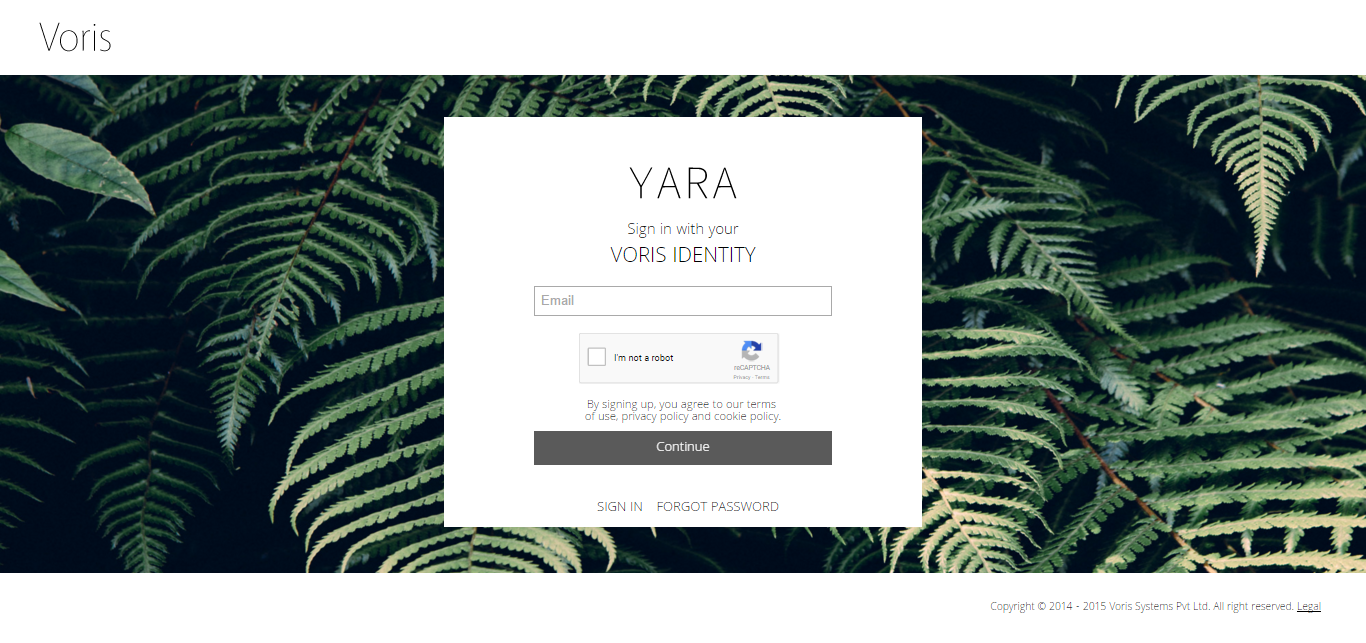 Voris
YARA
Sign in with your
VORIS IDENTITY
Email
I'm not a robot
reCAPTCHA
Privacy - Terms
By signing up, you agree to our terms
of use, privacy policy and cookie policy.
Continue
SIGN IN FORGOT PASSWORD
Copyright © 2014 - 2015 Voris Systems Pvt Ltd. All right reserved. Legal